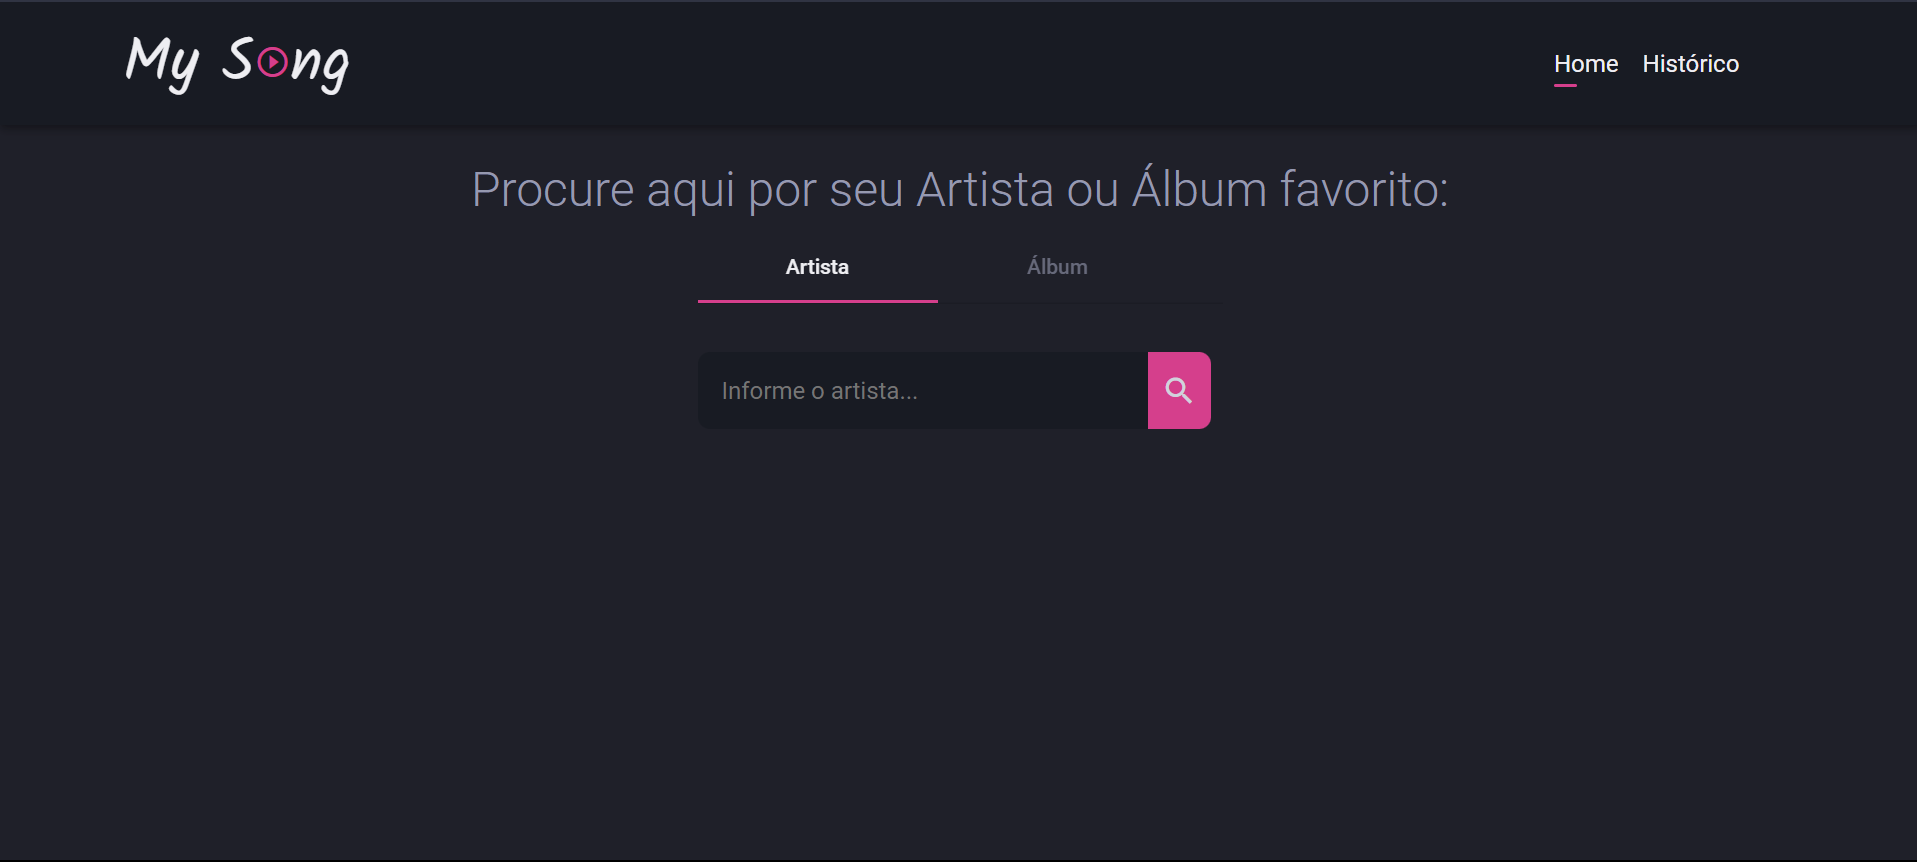 My Song
Home Histórico
Procure aqui por seu Artista ou Álbum favorito:
Artista Álbum
Informe o artista...